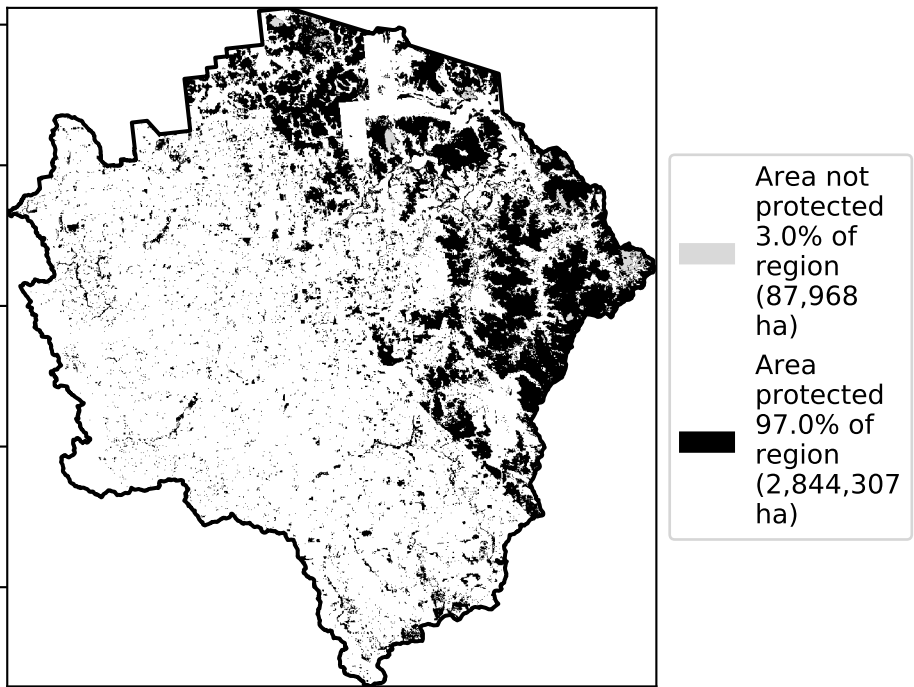 Area not
protected
3.0% of
region
(87,968
ha)
Area
protected
97.0% of
region
(2,844,307
ha)